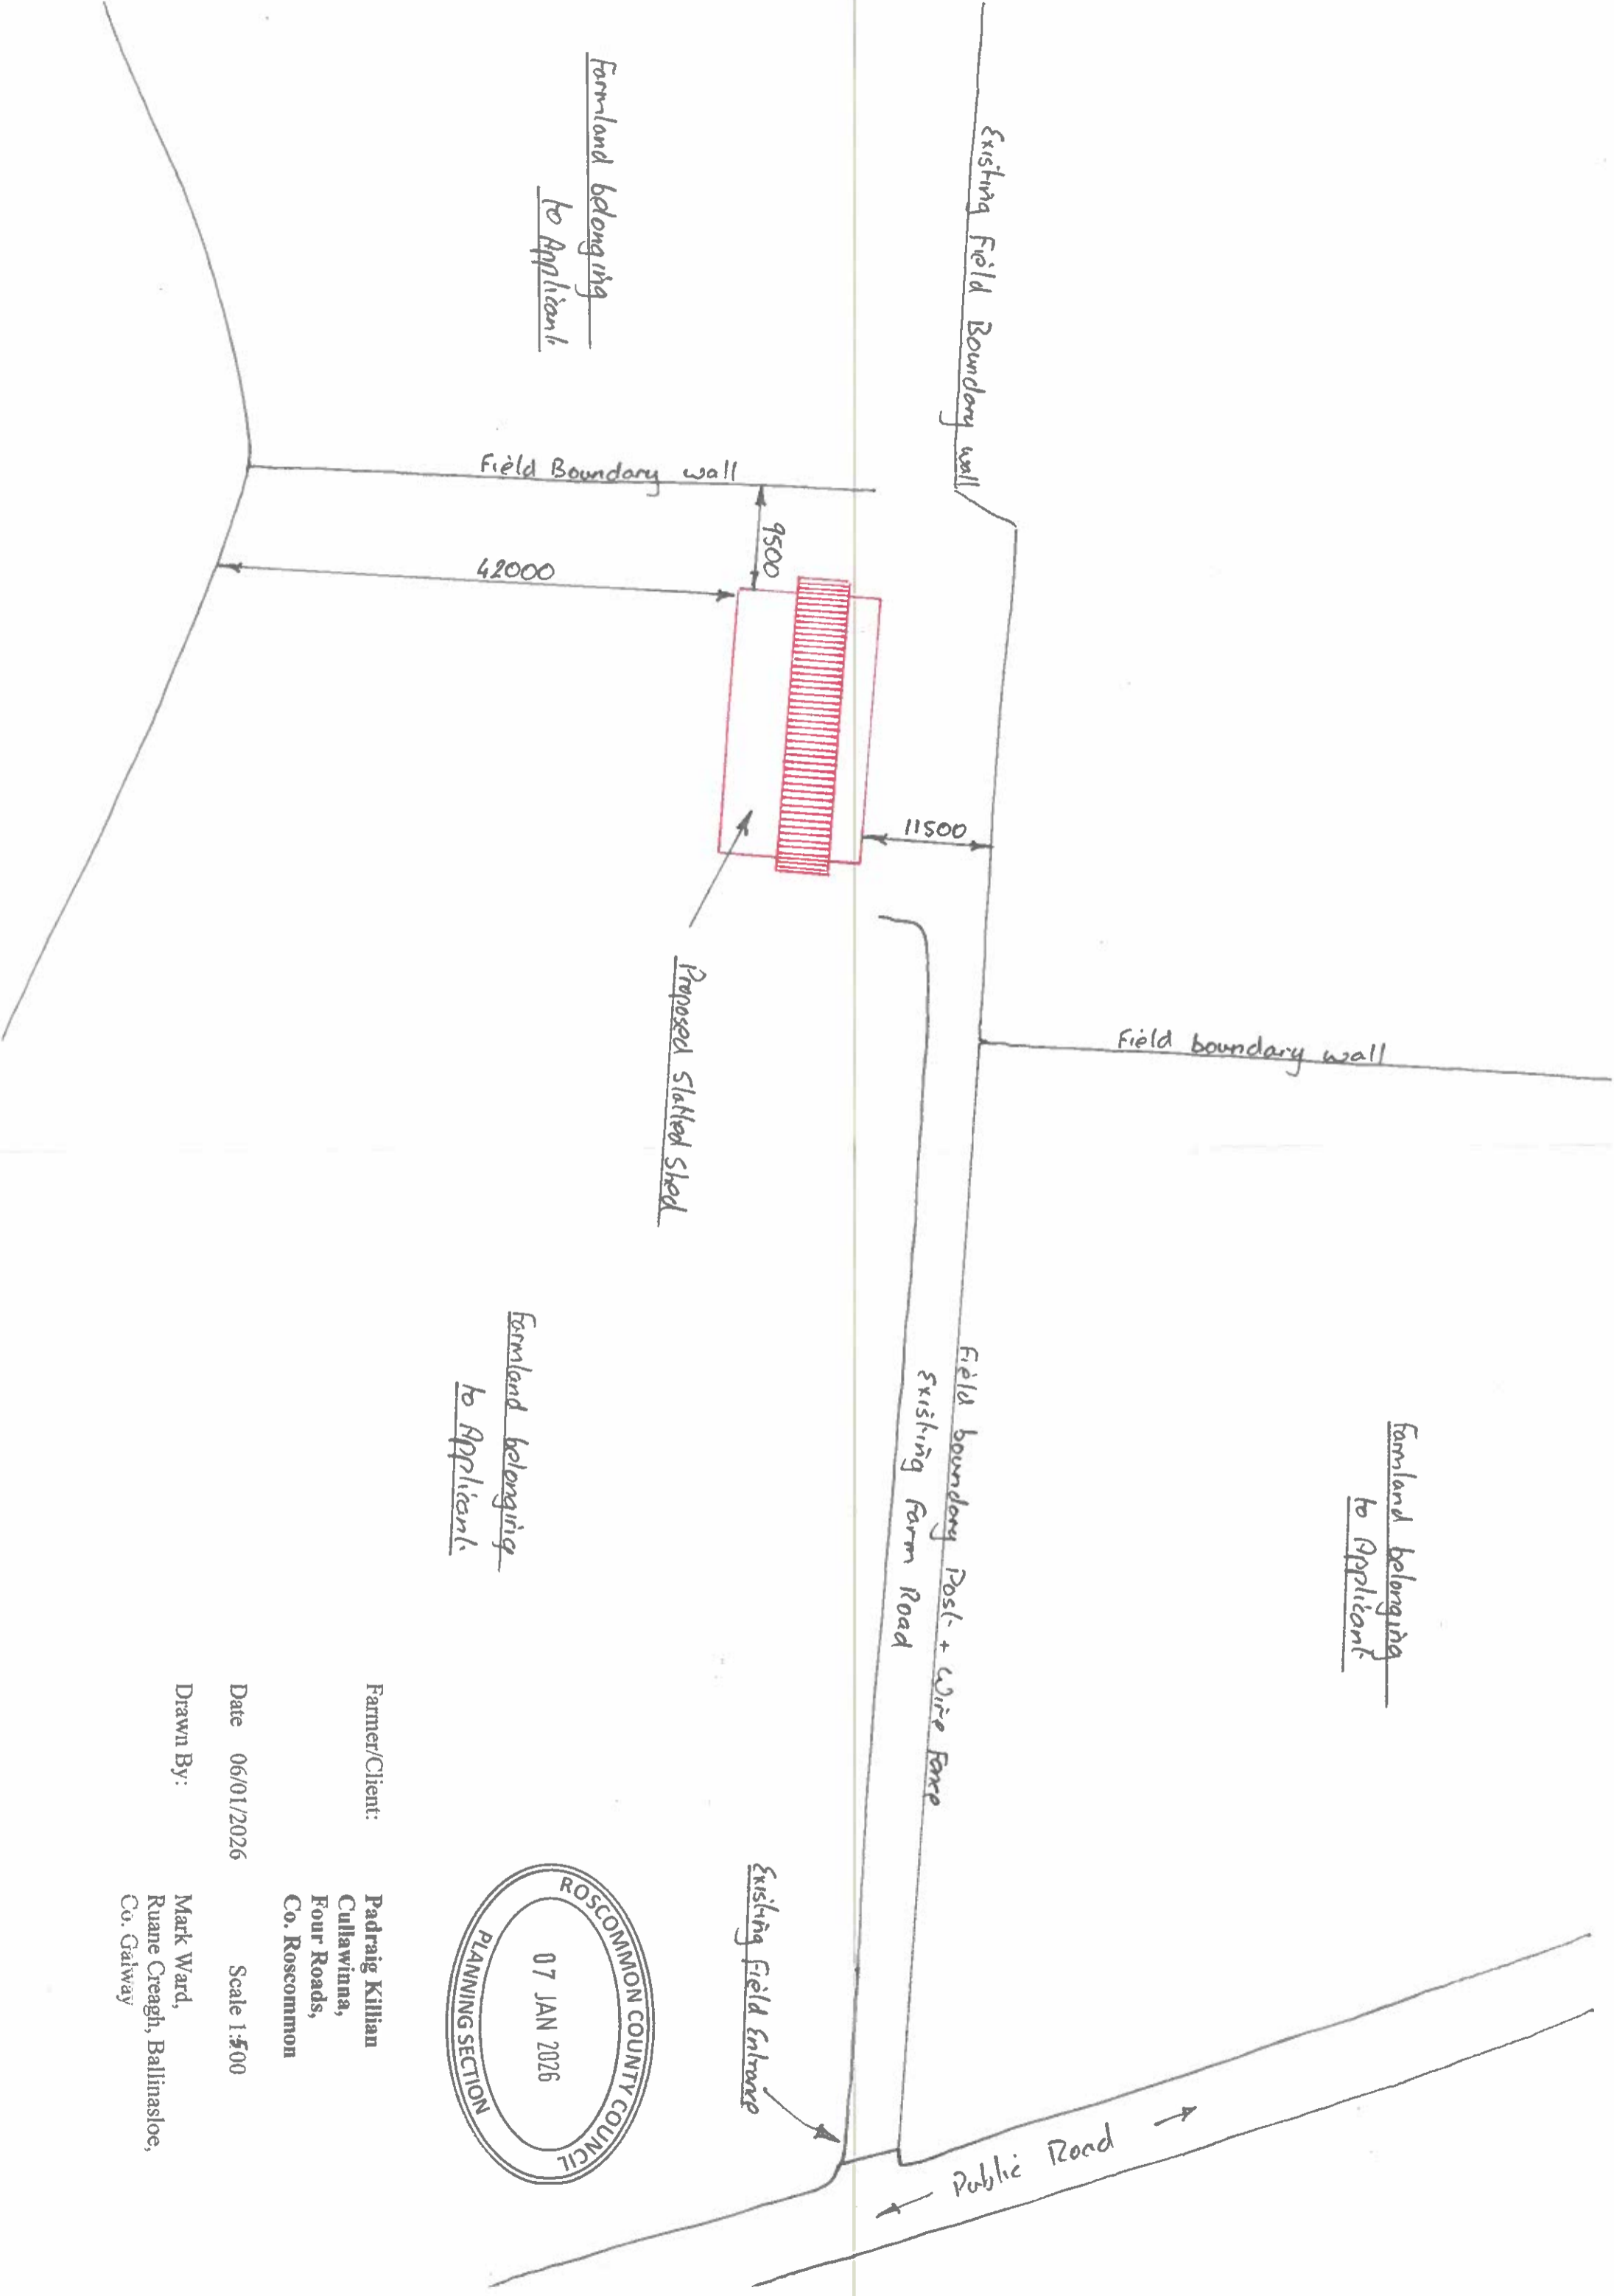 Existing Field Boundary wall
Farmland belonging
to Applicant
Field Boundary wall
9500
42000
11500
Proposed Slatted Shed
Field boundary wall
Farmland belonging
to Applicant
Field boundary Post + Wire Fence
Existing Farm Road
Farmland belonging
to Applicant
Existing Field Entrance
Public Road
ROSCOMMON COUNTY COUNCIL
07 JAN 2026
PLANNING SECTION
Farmer/Client: Padraig Killian
Cullawinna,
Four Roads,
Co. Roscommon
Date 06/01/2026 Scale 1:500
Drawn By: Mark Ward,
Ruane Creagh, Ballinasloe,
Co. Galway